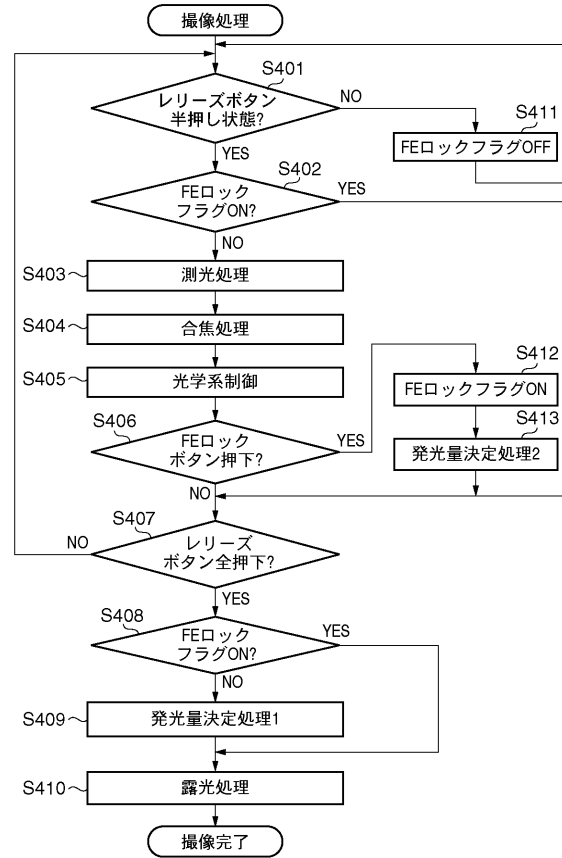 撮像処理
S401
レリーズボタン
半押し状態?
NO
YES
S411
FEロックフラグOFF
S402
FEロック
フラグON?
YES
NO
S403
測光処理
S404
合焦処理
S405
光学系制御
S406
FEロック
ボタン押下?
YES
NO
S412
FEロックフラグON
S413
発光量決定処理2
S407
レリーズ
ボタン全押下?
NO
YES
S408
FEロック
フラグON?
YES
NO
S409
発光量決定処理1
S410
露光処理
撮像完了